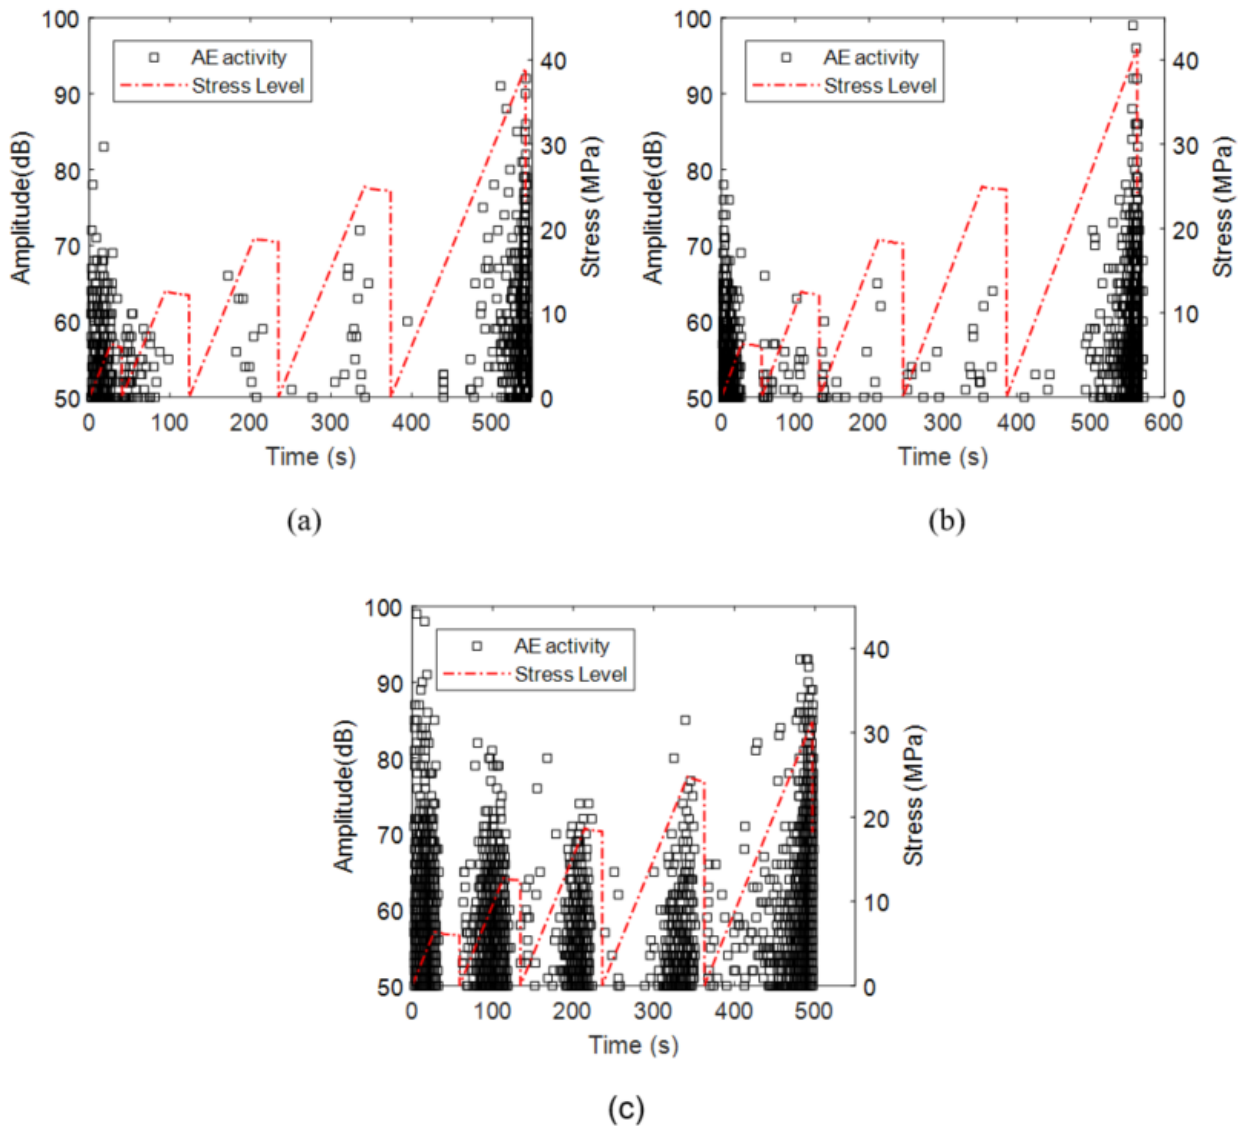 100
90
80
70
60
50
Amplitude(dB)
AE activity
Stress Level
40
30
20
10
0
Stress (MPa)
0 100 200 300 400 500
Time (s)
(a)
100
90
80
70
60
50
Amplitude(dB)
AE activity
Stress Level
40
30
20
10
0
Stress (MPa)
0 100 200 300 400 500 600
Time (s)
(b)
100
90
80
70
60
50
Amplitude(dB)
AE activity
Stress Level
40
30
20
10
0
Stress (MPa)
0 100 200 300 400 500
Time (s)
(c)